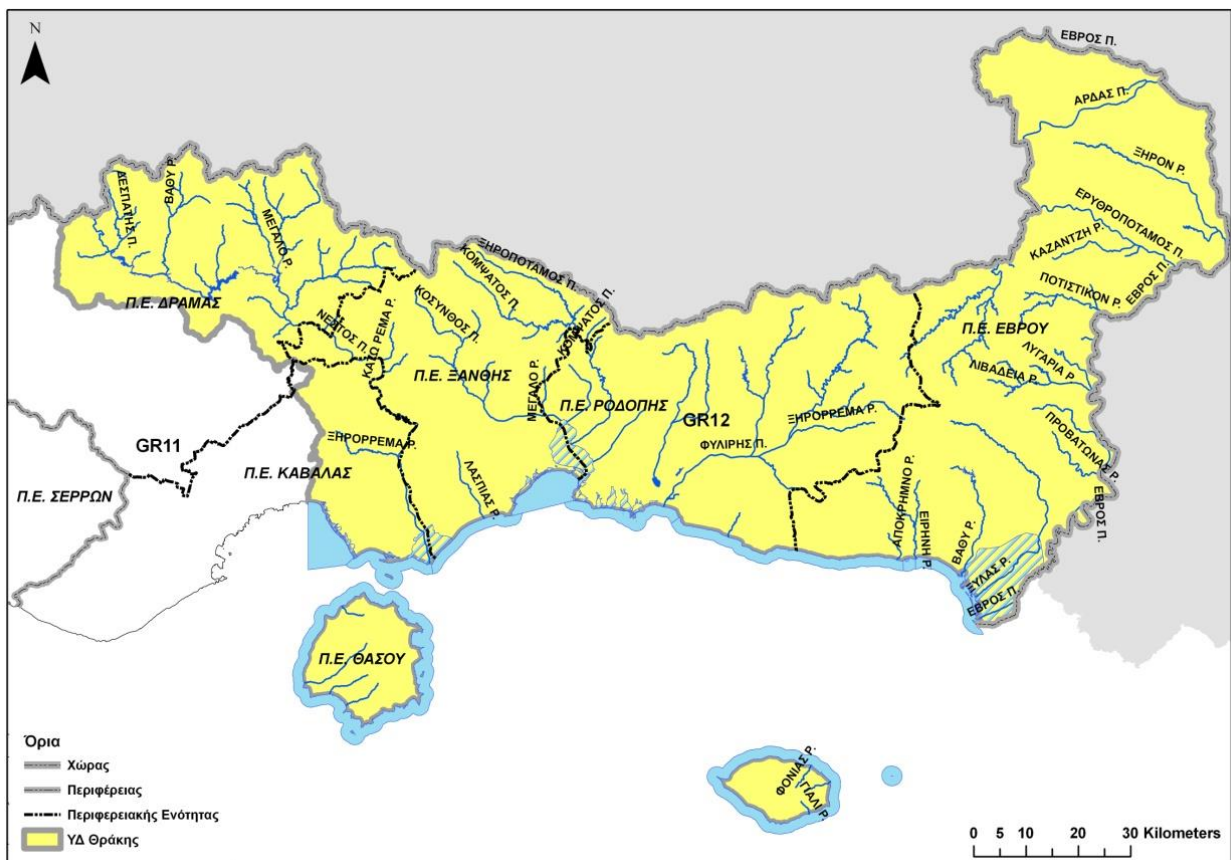 N
ΕΒΡΟΣ Π.
ΑΡΔΑΣ Π.
ΞΗΡΟΝ Ρ.
ΕΡΥΘΡΟΠΟΤΑΜΟΣ Π.
ΚΑΖΑΝΤΖΗ Ρ.
ΕΒΡΟΣ Π.
ΠΟΤΙΣΤΙΚΟΝ Ρ.
ΔΕΣΠΑΤΗΣ Π.
ΒΑΘΥ Ρ.
ΜΕΓΑΛΟ Ρ.
ΞΗΡΟΠΟΤΑΜΟΣ Π.
ΚΟΜΨΑΤΟΣ Π.
ΚΟΣΥΝΘΟΣ Π.
ΚΟΜΨΑΤΟΣ Π.
Π.Ε. ΔΡΑΜΑΣ
ΝΕΣΤΟΣ Π.
ΚΑΤΩ ΡΕΜΑ Ρ.
Π.Ε. ΞΑΝΘΗΣ
ΜΕΓΑΛΟ Ρ.
Π.Ε. ΡΟΔΟΠΗΣ
Π.Ε. ΕΒΡΟΥ
ΛΥΓΑΡΙΑ Ρ.
ΛΙΒΑΔΕΙΑ Ρ.
GR12
ΞΗΡΟΡΡΕΜΑ Ρ.
ΦΥΛΙΡΗΣ Π.
ΠΡΟΒΑΤΩΝΑΣ Ρ.
GR11
ΞΗΡΟΡΡΕΜΑ Ρ.
Π.Ε. ΚΑΒΑΛΑΣ
Π.Ε. ΣΕΡΡΩΝ
ΛΑΣΠΙΑΣ Ρ.
ΑΠΟΚΡΗΜΝΟ Ρ.
ΕΙΡΗΝΗ Ρ.
ΒΑΘΥ Ρ.
ΞΥΛΑΣ Ρ.
ΕΒΡΟΣ Π.
ΕΒΡΟΣ Π.
Π.Ε. ΘΑΣΟΥ
ΦΟΝΙΑΣ Ρ.
ΓΙΑΛΙ Ρ.
Όρια
Χώρας
Περιφέρειας
Περιφερειακής Ενότητας
ΥΔ Θράκης
0 5 10 20 30 Kilometers